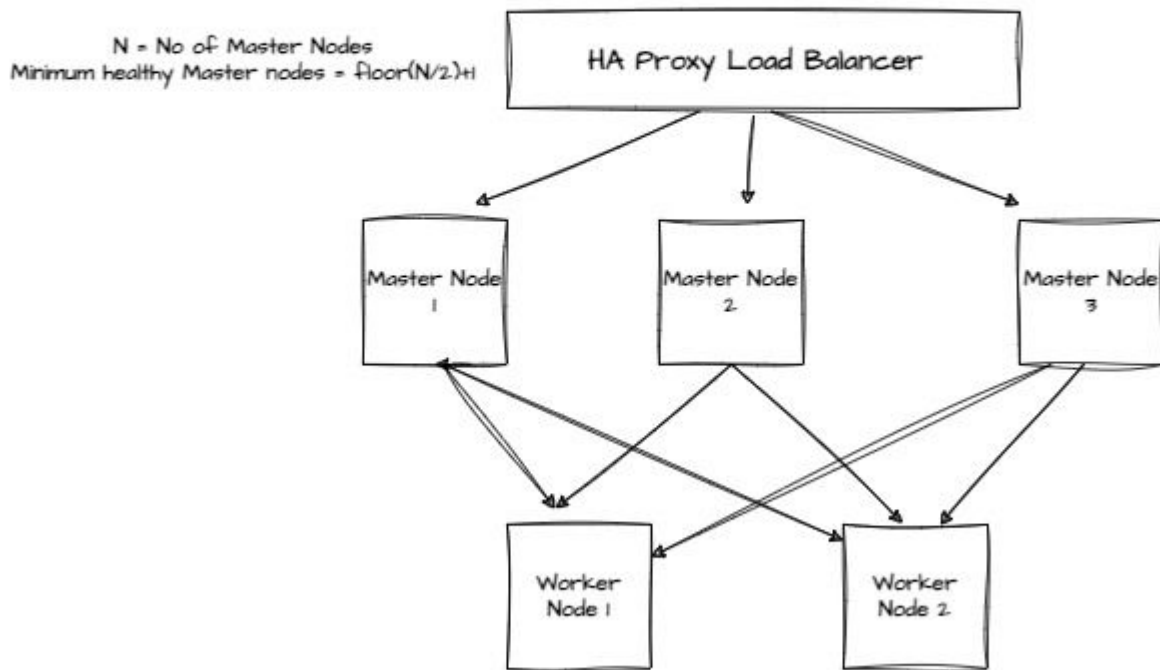 N = No of Master Nodes
Minimum healthy Master nodes = floor(N/2)+1
HA Proxy Load Balancer
Master Node
1
Master Node
2
Master Node
3
Worker
Node 1
Worker
Node 2